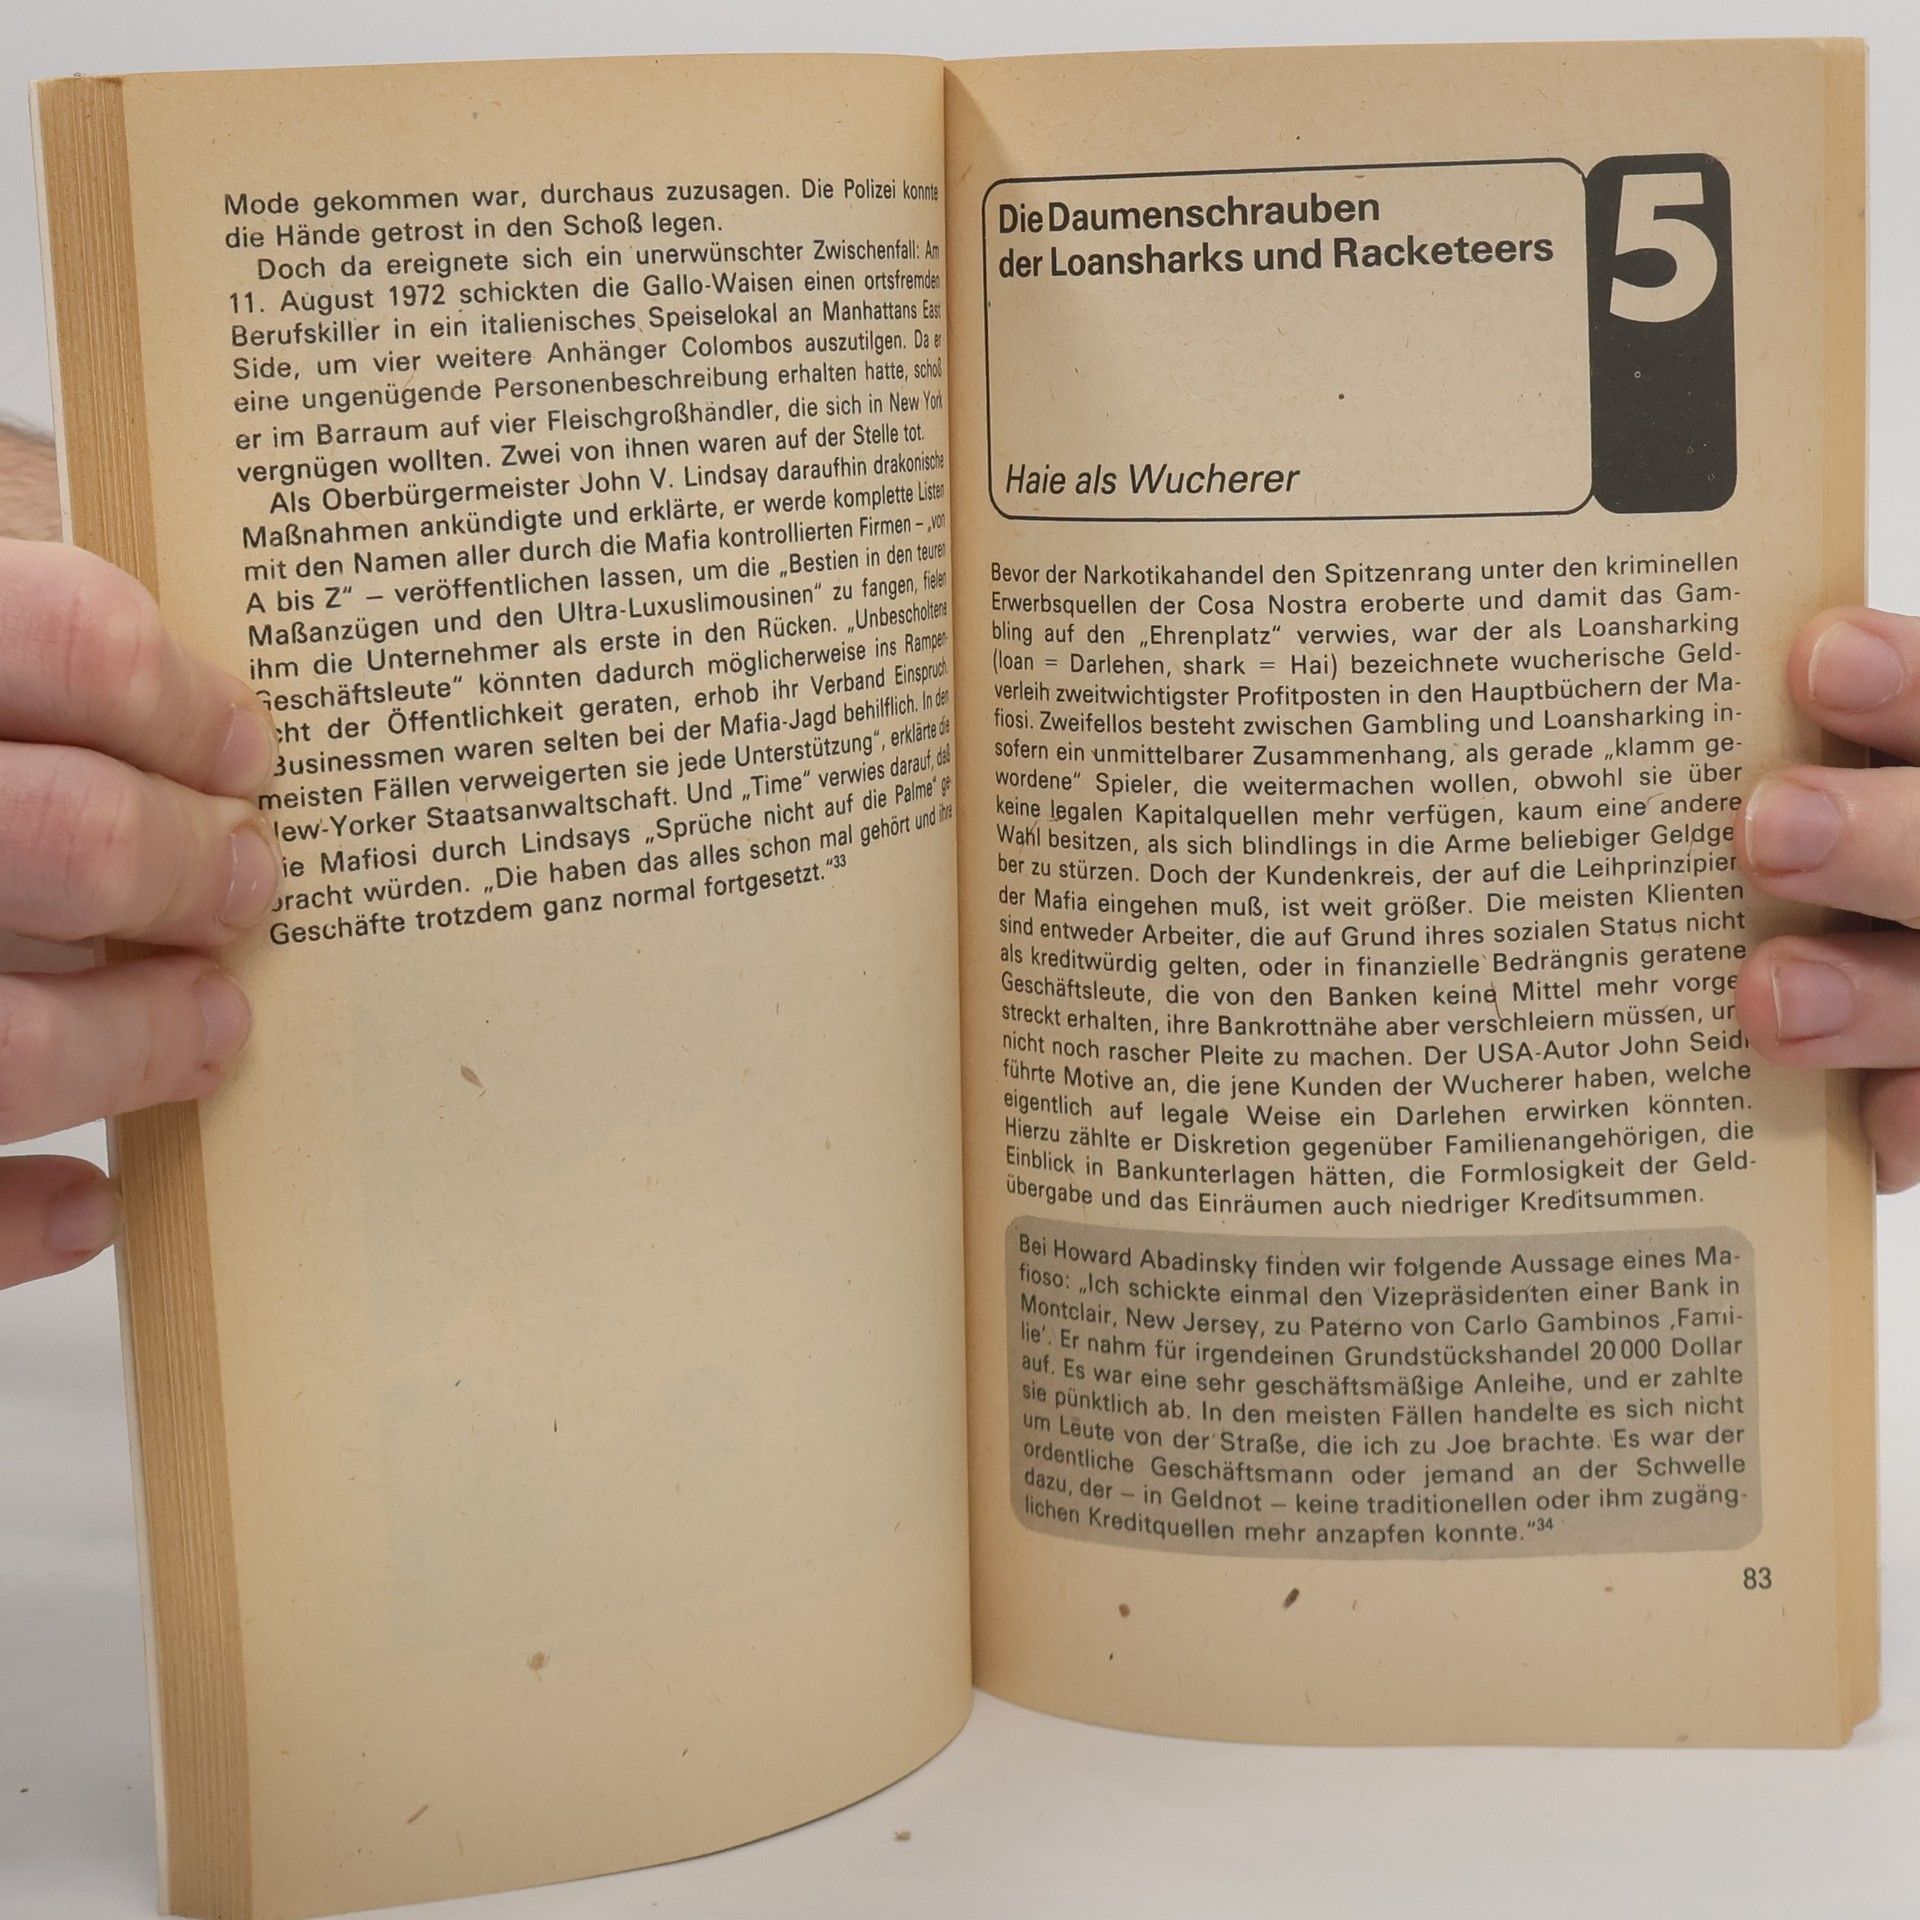 Mode gekommen war, durchaus zuzusagen. Die Polizei konnte
die Hände getrost in den Schoß legen.
Doch da ereignete sich ein unerwünschter Zwischenfall: Am
11. August 1972 schickten die Gallo-Waisen einen ortsfremden
Berufskiller in ein italienisches Speiselokal an Manhattans East
Side, um vier weitere Anhänger Colombos auszutilgen. Da er
eine ungenügende Personenbeschreibung erhalten hatte, schoß
er im Barraum auf vier Fleischgroßhändler, die sich in New York
vergnügen wollten. Zwei von ihnen waren auf der Stelle tot.
Als Oberbürgermeister John V. Lindsay daraufhin drakonische
Maßnahmen ankündigte und erklärte, er werde komplette Listen
mit den Namen aller durch die Mafia kontrollierten Firmen – „von
A bis Z“ – veröffentlichen lassen, um die „Bestien in den teuren
Maßanzügen und den Ultra-Luxuslimousinen“ zu fangen, fielen
ihm die Unternehmer als erste in den Rücken. „Unbescholtene
Geschäftsleute“ könnten dadurch möglicherweise ins Rampen-
cht der Öffentlichkeit geraten, erhob ihr Verband Einspruch.
Businessmen waren selten bei der Mafia-Jagd behilflich. In den
meisten Fällen verweigerten sie jede Unterstützung“, erklärte die
New-Yorker Staatsanwaltschaft. Und „Time“ verwies darauf, daß
ie Mafiosi durch Lindsays „Sprüche nicht auf die Palme“ ge
bracht würden. „Die haben das alles schon mal gehört und ihre
Geschäfte trotzdem ganz normal fortgesetzt.“33
Die Daumenschrauben
der Loansharks und Racketeers
5
Haie als Wucherer
Bevor der Narkotikahandel den Spitzenrang unter den kriminellen
Erwerbsquellen der Cosa Nostra eroberte und damit das Gam-
bling auf den „Ehrenplatz“ verwies, war der als Loansharking
(loan = Darlehen, shark = Hai) bezeichnete wucherische Geld-
verleih zweitwichtigster Profitposten in den Hauptbüchern der Ma-
fiosi. Zweifellos besteht zwischen Gambling und Loansharking in-
sofern ein unmittelbarer Zusammenhang, als gerade „klamm ge-
wordene“ Spieler, die weitermachen wollen, obwohl sie über
keine legalen Kapitalquellen mehr verfügen, kaum eine andere
Wahl besitzen, als sich blindlings in die Arme beliebiger Geldge
ber zu stürzen. Doch der Kundenkreis, der auf die Leihprinzipien
der Mafia eingehen muß, ist weit größer. Die meisten Klienten
sind entweder Arbeiter, die auf Grund ihres sozialen Status nicht
als kreditwürdig gelten, oder in finanzielle Bedrängnis geratene
Geschäftsleute, die von den Banken keine Mittel mehr vorge
streckt erhalten, ihre Bankrottnähe aber verschleiern müssen, um
nicht noch rascher Pleite zu machen. Der USA-Autor John Seidl
führte Motive an, die jene Kunden der Wucherer haben, welche
eigentlich auf legale Weise ein Darlehen erwirken könnten.
Hierzu zählte er Diskretion gegenüber Familienangehörigen, die
Einblick in Bankunterlagen hätten, die Formlosigkeit der Geld-
übergabe und das Einräumen auch niedriger Kreditsummen.
Bei Howard Abadinsky finden wir folgende Aussage eines Ma-
fioso: „Ich schickte einmal den Vizepräsidenten einer Bank in
Montclair, New Jersey, zu Paterno von Carlo Gambinos ‚Fami-
lie‘. Er nahm für irgendeinen Grundstückshandel 20 000 Dollar
auf. Es war eine sehr geschäftsmäßige Anleihe, und er zahlte
sie pünktlich ab. In den meisten Fällen handelte es sich nicht
um Leute von der Straße, die ich zu Joe brachte. Es war der
ordentliche Geschäftsmann oder jemand an der Schwelle
dazu, der – in Geldnot – keine traditionellen oder ihm zugäng-
lichen Kreditquellen mehr anzapfen konnte.“34
83